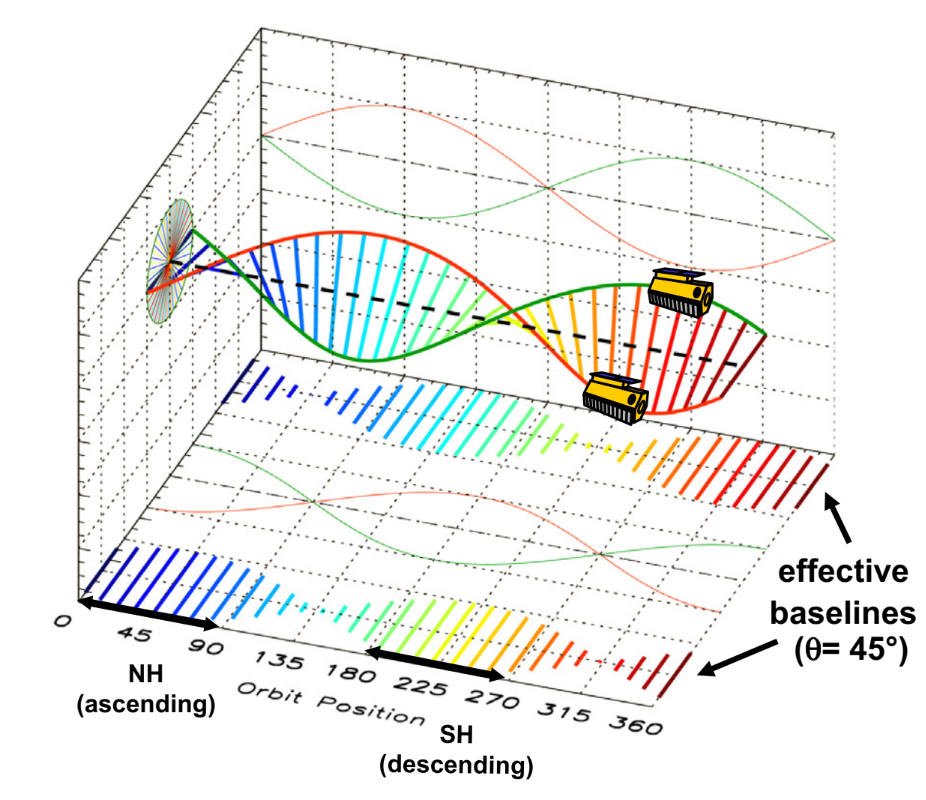 effective
baselines
(θ= 45°)
0
45
90
135
180
225
270
315
360
Orbit Position
NH
(ascending)
SH
(descending)